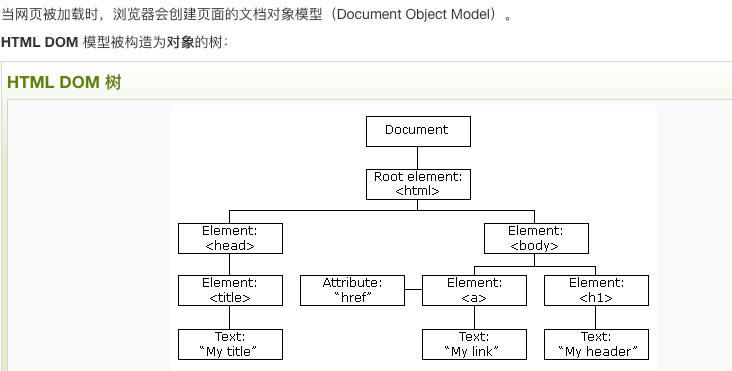 当网页被加载时，浏览器会创建页面的文档对象模型（Document Object Model）。
HTML DOM 模型被构造为对象的树：
HTML DOM 树
Document
Root element:
<html>
Element:
<head>
Element:
<body>
Element:
<title>
Attribute:
"href"
Element:
<a>
Element:
<h1>
Text:
"My title"
Text:
"My link"
Text:
"My header"